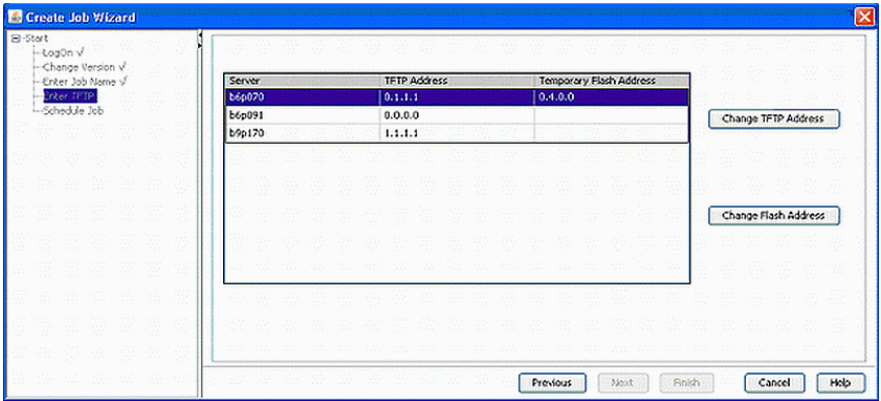 Create Job Wizard
Start
LogOn √
Change Version √
Enter Job Name √
Enter TFTP
Schedule Job
Server TFTP Address Temporary Flash Address
b6p070 0.1.1.1 0.4.0.0
b6p091 0.0.0.0
b9p170 1.1.1.1
Change TFTP Address
Change Flash Address
Previous Next Finish Cancel Help